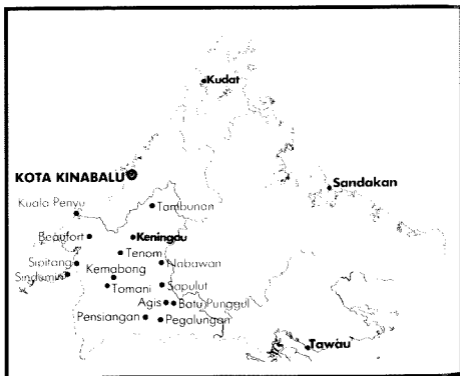 Kudat
KOTA KINABALU
Sandakan
Kuala Penyu
Tambunan
Beaufort
Keningau
Tenom
Sipitang
Nabawan
Sindumin
Kemabong
Tomani
Sapulut
Agis
Batu Punggul
Pensiangan
Pegalungan
Tawau